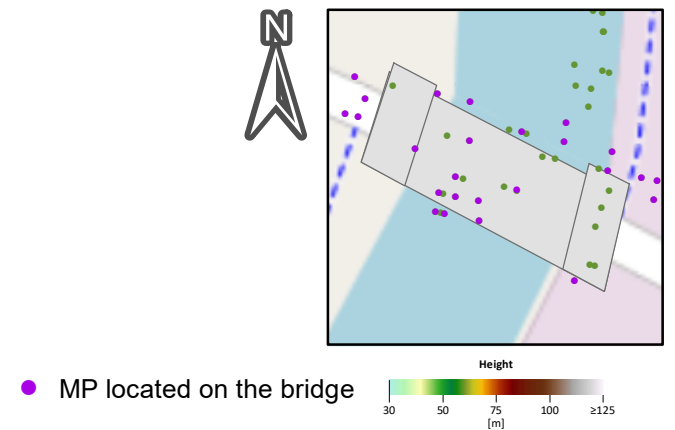 N
Height
MP located on the bridge
30 50 75 100 ≥125
[m]